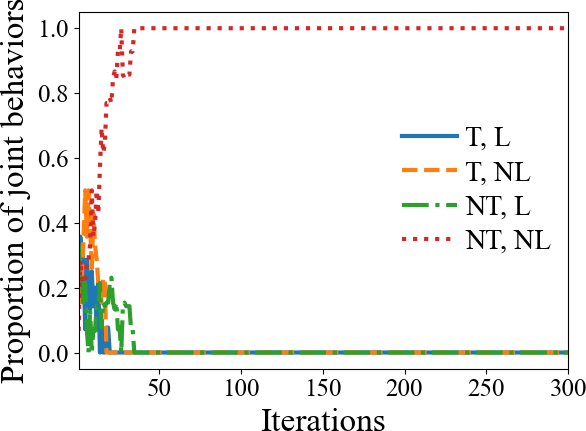 Proportion of joint behaviors
1.0
0.8
0.6
0.4
0.2
0.0
T, L
T, NL
NT, L
NT, NL
50 100 150 200 250 300
Iterations